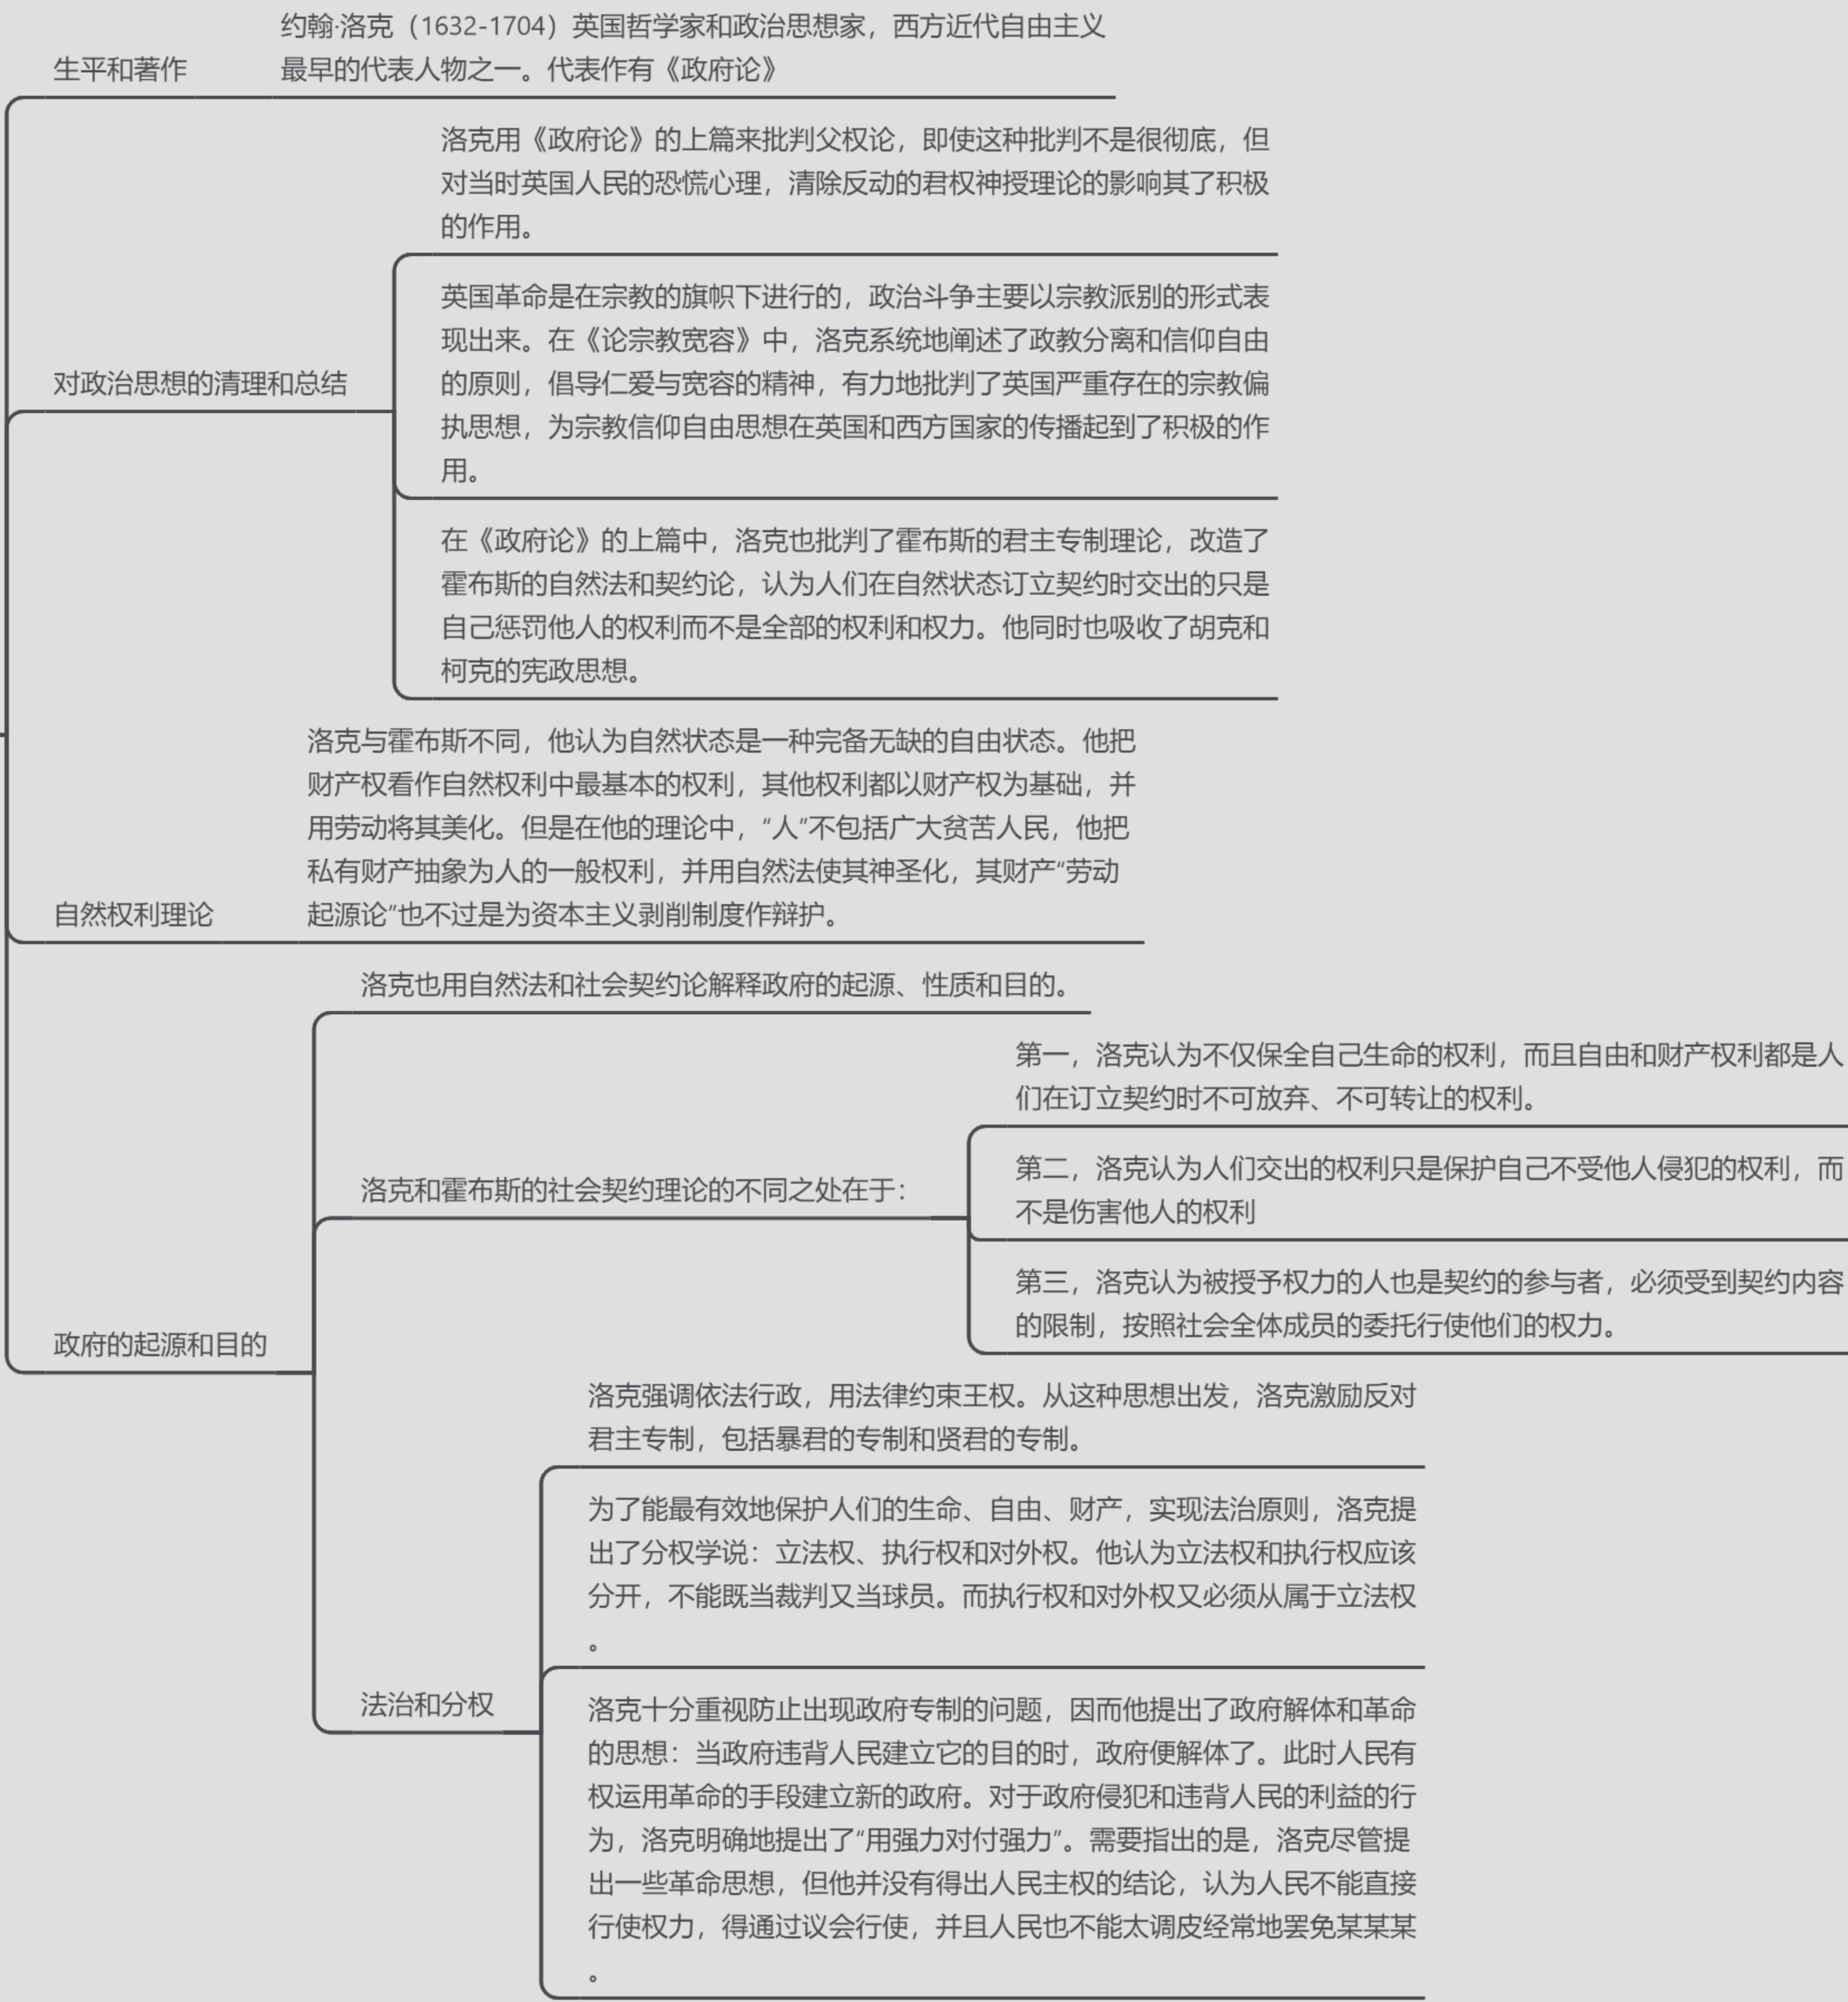 生平和著作
约翰·洛克（1632-1704）英国哲学家和政治思想家，西方近代自由主义
最早的代表人物之一。代表作有《政府论》
对政治思想的清理和总结
洛克用《政府论》的上篇来批判父权论，即使这种批判不是很彻底，但
对当时英国人民的恐慌心理，清除反动的君权神授理论的影响其了积极
的作用。
英国革命是在宗教的旗帜下进行的，政治斗争主要以宗教派别的形式表
现出来。在《论宗教宽容》中，洛克系统地阐述了政教分离和信仰自由
的原则，倡导仁爱与宽容的精神，有力地批判了英国严重存在的宗教偏
执思想，为宗教信仰自由思想在英国和西方国家的传播起到了积极的作
用。
在《政府论》的上篇中，洛克也批判了霍布斯的君主专制理论，改造了
霍布斯的自然法和契约论，认为人们在自然状态订立契约时交出的只是
自己惩罚他人的权利而不是全部的权利和权力。他同时也吸收了胡克和
柯克的宪政思想。
自然权利理论
洛克与霍布斯不同，他认为自然状态是一种完备无缺的自由状态。他把
财产权看作自然权利中最基本的权利，其他权利都以财产权为基础，并
用劳动将其美化。但是在他的理论中，“人”不包括广大贫苦人民，他把
私有财产抽象为人的一般权利，并用自然法使其神圣化，其财产“劳动
起源论”也不过是为资本主义剥削制度作辩护。
政府的起源和目的
洛克也用自然法和社会契约论解释政府的起源、性质和目的。
洛克和霍布斯的社会契约理论的不同之处在于：
第一，洛克认为不仅保全自己生命的权利，而且自由和财产权利都是人
们在订立契约时不可放弃、不可转让的权利。
第二，洛克认为人们交出的权利只是保护自己不受他人侵犯的权利，而
不是伤害他人的权利
第三，洛克认为被授予权力的人也是契约的参与者，必须受到契约内容
的限制，按照社会全体成员的委托行使他们的权力。
法治和分权
洛克强调依法行政，用法律约束王权。从这种思想出发，洛克激励反对
君主专制，包括暴君的专制和贤君的专制。
为了能最有效地保护人们的生命、自由、财产，实现法治原则，洛克提
出了分权学说：立法权、执行权和对外权。他认为立法权和执行权应该
分开，不能既当裁判又当球员。而执行权和对外权又必须从属于立法权
。
洛克十分重视防止出现政府专制的问题，因而他提出了政府解体和革命
的思想：当政府违背人民建立它的目的时，政府便解体了。此时人民有
权运用革命的手段建立新的政府。对于政府侵犯和违背人民的利益的行
为，洛克明确地提出了“用强力对付强力”。需要指出的是，洛克尽管提
出一些革命思想，但他并没有得出人民主权的结论，认为人民不能直接
行使权力，得通过议会行使，并且人民也不能太调皮经常地罢免某某某
。